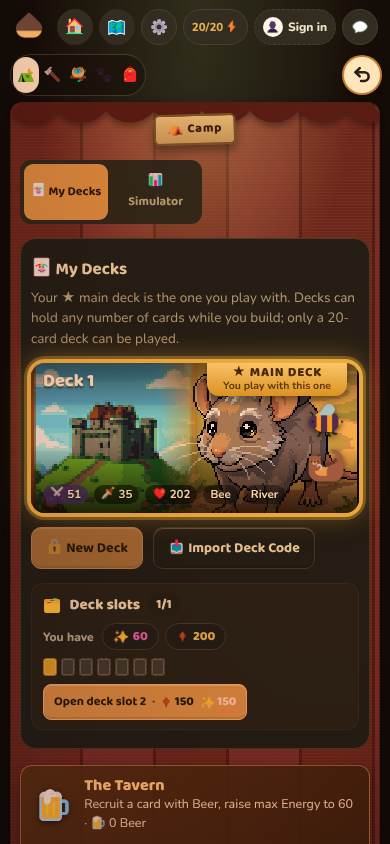 20/20
Sign in
Camp
My Decks
Simulator
My Decks
Your ★ main deck is the one you play with. Decks can
hold any number of cards while you build; only a 20-
card deck can be played.
Deck 1
★ MAIN DECK
You play with this one
51
35
202
Bee
River
New Deck
Import Deck Code
Deck slots 1/1
You have 60 200
Open deck slot 2 · 150 150
The Tavern
Recruit a card with Beer, raise max Energy to 60
· 0 Beer